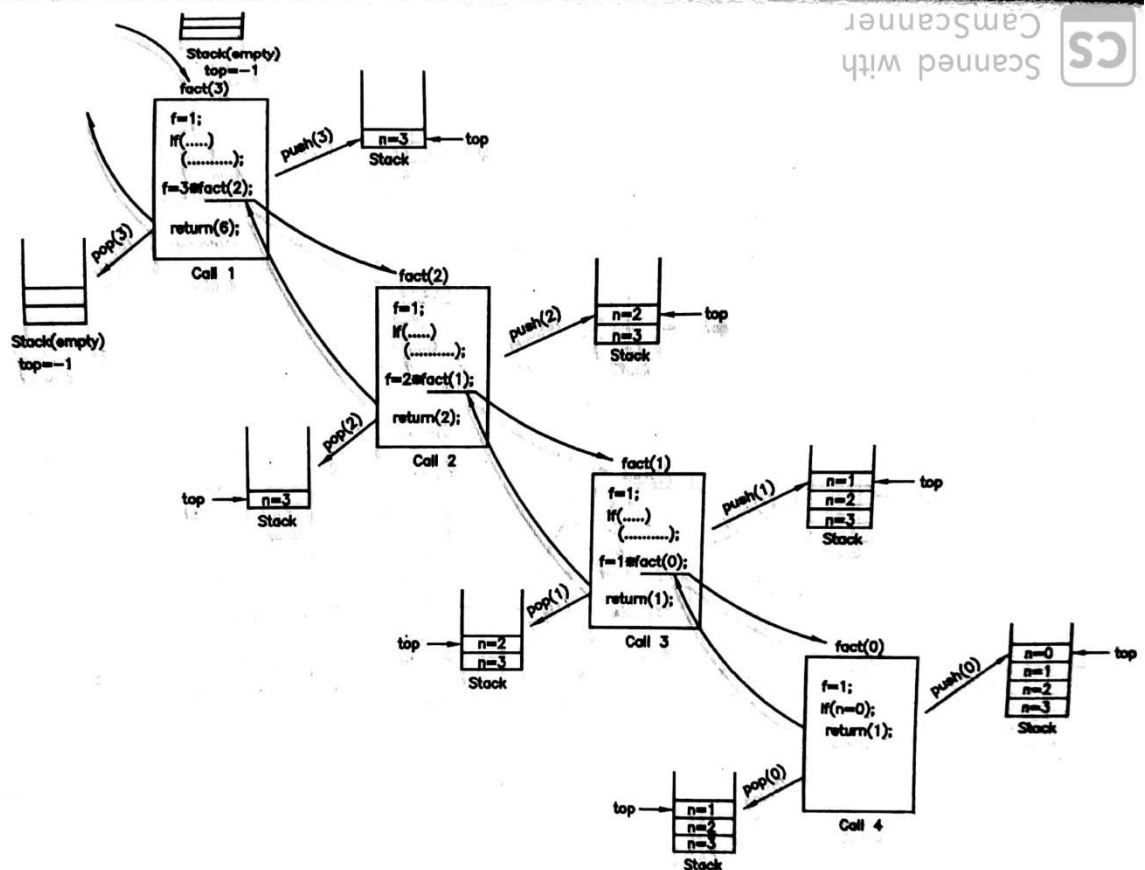 Stack(empty)
top=-1
fact(3)
f=1;
If(.....)
(...........);
f=3*fact(2);
return(6);
Call 1
push(3)
n=3
top
Stack
pop(3)
Stack(empty)
top=-1
fact(2)
f=1;
If(.....)
(...........);
f=2*fact(1);
return(2);
Call 2
push(2)
n=2
n=3
top
Stack
pop(2)
top
n=3
Stack
fact(1)
f=1;
If(.....)
(...........);
f=1*fact(0);
return(1);
Call 3
push(1)
n=1
n=2
n=3
top
Stack
pop(1)
top
n=2
n=3
Stack
fact(0)
f=1;
If(n=0);
return(1);
Call 4
push(0)
n=0
n=1
n=2
n=3
top
Stack
pop(0)
top
n=1
n=2
n=3
Stack
CS
Scanned with
CamScanner